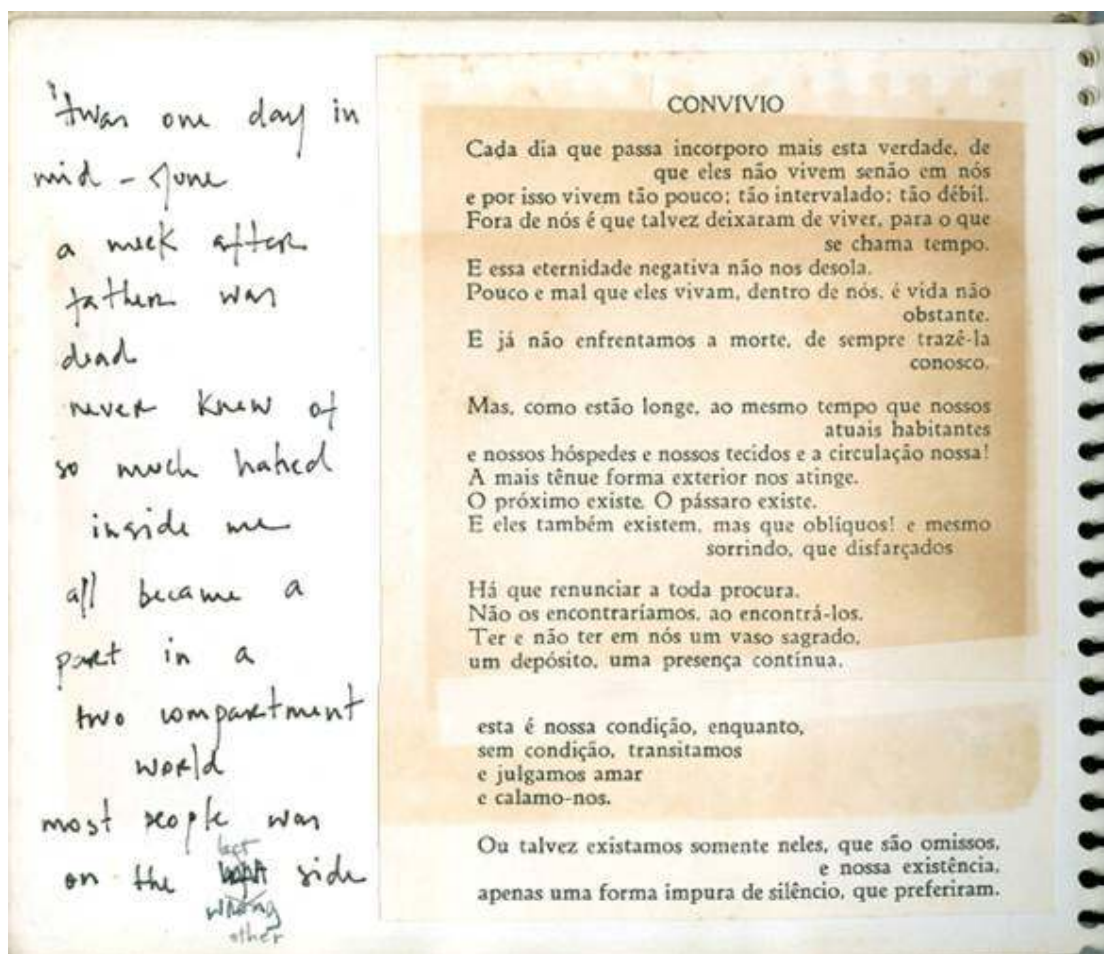 'twas one day in
mid - June
a week after
father was
dead
never knew of
so much hatred
inside me
all became a
part in a
two compartment
world
most people was
left
on the side
wrong
other
CONVÍVIO
Cada dia que passa incorporo mais esta verdade, de
que eles não vivem senão em nós
e por isso vivem tão pouco; tão intervalado; tão débil.
Fora de nós é que talvez deixaram de viver, para o que
se chama tempo.
E essa eternidade negativa não nos desola.
Pouco e mal que eles vivam, dentro de nós, é vida não
obstante.
E já não enfrentamos a morte, de sempre trazê-la
conosco.
Mas, como estão longe, ao mesmo tempo que nossos
atuais habitantes
e nossos hóspedes e nossos tecidos e a circulação nossa!
A mais tênue forma exterior nos atinge.
O próximo existe. O pássaro existe.
E eles também existem, mas que oblíquos! e mesmo
sorrindo, que disfarçados
Há que renunciar a toda procura.
Não os encontraríamos, ao encontrá-los.
Ter e não ter em nós um vaso sagrado,
um depósito, uma presença contínua,
esta é nossa condição, enquanto,
sem condição, transitamos
e julgamos amar
e calamo-nos.
Ou talvez existamos somente neles, que são omissos,
e nossa existência,
apenas uma forma impura de silêncio, que preferiram.